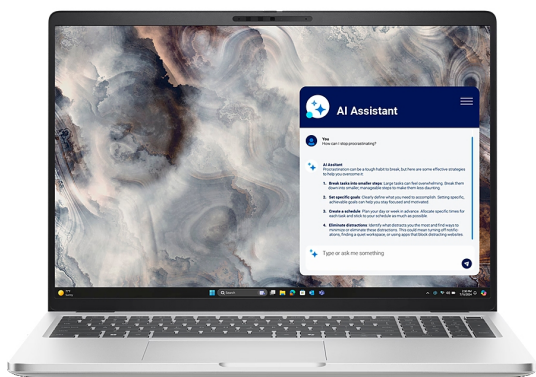 AI Assistant
You
How can I stop procrastinating?
AI Assitant
Procrastination can be a tough habit to break, but here are some effective strategies
to help you overcome it:
1. Break tasks into smaller steps: Large tasks can feel overwhelming. Break them
down into smaller, manageable steps to make them less daunting.
2. Set specific goals: Clearly define what you need to accomplish. Setting specific,
achievable goals can help you stay focused and motivated.
3. Create a schedule: Plan your day or week in advance. Allocate specific times for
each task and stick to your schedule as much as possible.
4. Eliminate distractions: Identify what distracts you the most and find ways to
minimize or eliminate these distractions. This could mean turning off notific
ations, finding a quiet workspace, or using apps that block distracting websites.
Type or ask me something
Search